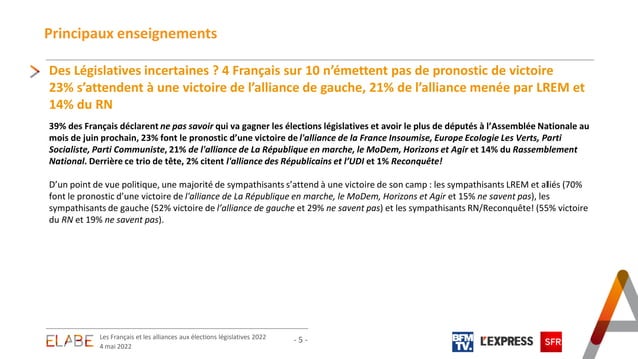 Principaux enseignements
Des Législatives incertaines ? 4 Français sur 10 n’émettent pas de pronostic de victoire
23% s’attendent à une victoire de l’alliance de gauche, 21% de l’alliance menée par LREM et
14% du RN
39% des Français déclarent ne pas savoir qui va gagner les élections législatives et avoir le plus de députés à l’Assemblée Nationale au
mois de juin prochain, 23% font le pronostic d’une victoire de l’alliance de la France Insoumise, Europe Ecologie Les Verts, Parti
Socialiste, Parti Communiste, 21% de l’alliance de La République en marche, le MoDem, Horizons et Agir et 14% du Rassemblement
National. Derrière ce trio de tête, 2% citent l’alliance des Républicains et l’UDI et 1% Reconquête!
D’un point de vue politique, une majorité de sympathisants s’attend à une victoire de son camp : les sympathisants LREM et alliés (70%
font le pronostic d’une victoire de l’alliance de La République en marche, le MoDem, Horizons et Agir et 15% ne savent pas), les
sympathisants de gauche (52% victoire de l’alliance de gauche et 29% ne savent pas) et les sympathisants RN/Reconquête! (55% victoire
du RN et 19% ne savent pas).
ELABE
Les Français et les alliances aux élections législatives 2022
4 mai 2022
- 5 -
BFM
TV.
L’EXPRESS
SFR